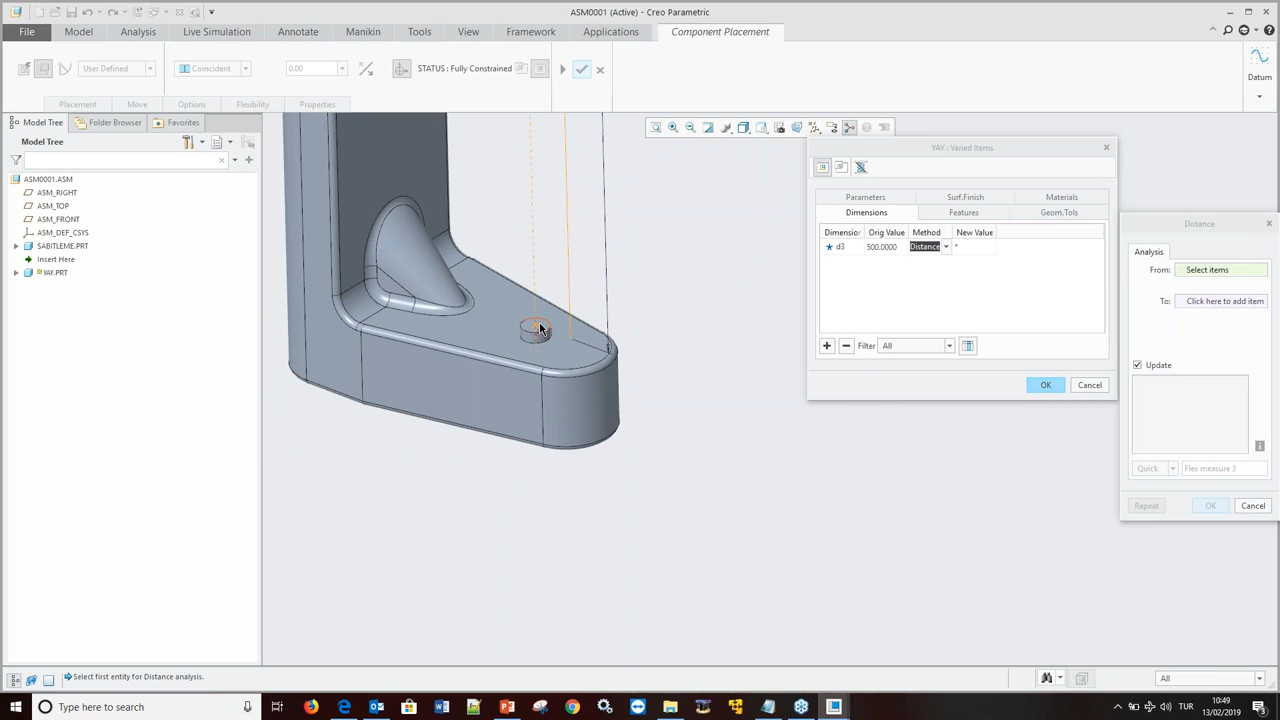 ASM0001 (Active) - Creo Parametric
File Model Analysis Live Simulation Annotate Manikin Tools View Framework Applications Component Placement
User Defined Coincident 0.00 STATUS : Fully Constrained Datum
Placement Move Options Flexibility Properties
Model Tree Folder Browser Favorites
Model Tree
ASM0001.ASM
ASM_RIGHT
ASM_TOP
ASM_FRONT
ASM_DEF_CSYS
SABITLEME.PRT
Insert Here
YAY.PRT
YAY : Varied Items
Parameters Surf.Finish Materials
Dimensions Features Geom.Tols
Dimensic Orig Value Method New Value
d3 500.0000 Distance *
Filter All
OK Cancel
Distance
Analysis
From: Select items
To: Click here to add item
Update
Quick Flex measure 3
Repeat OK Cancel
Select first entity for Distance analysis.
All
Type here to search
TUR
10:49
13/02/2019